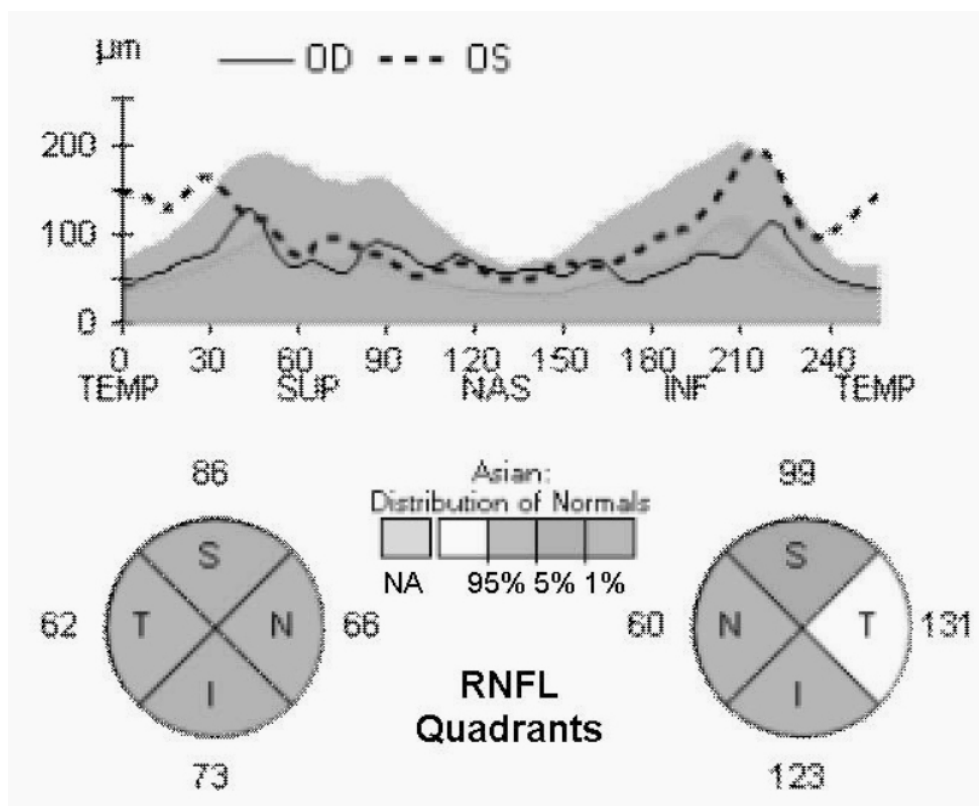 µm
OD OS
200
100
0
0 30 60 90 120 150 180 210 240
TEMP SUP NAS INF TEMP
86
99
Asian:
Distribution of Normals
NA 95% 5% 1%
S
T N
I
62 66
73
S
N T
I
60 131
123
RNFL
Quadrants